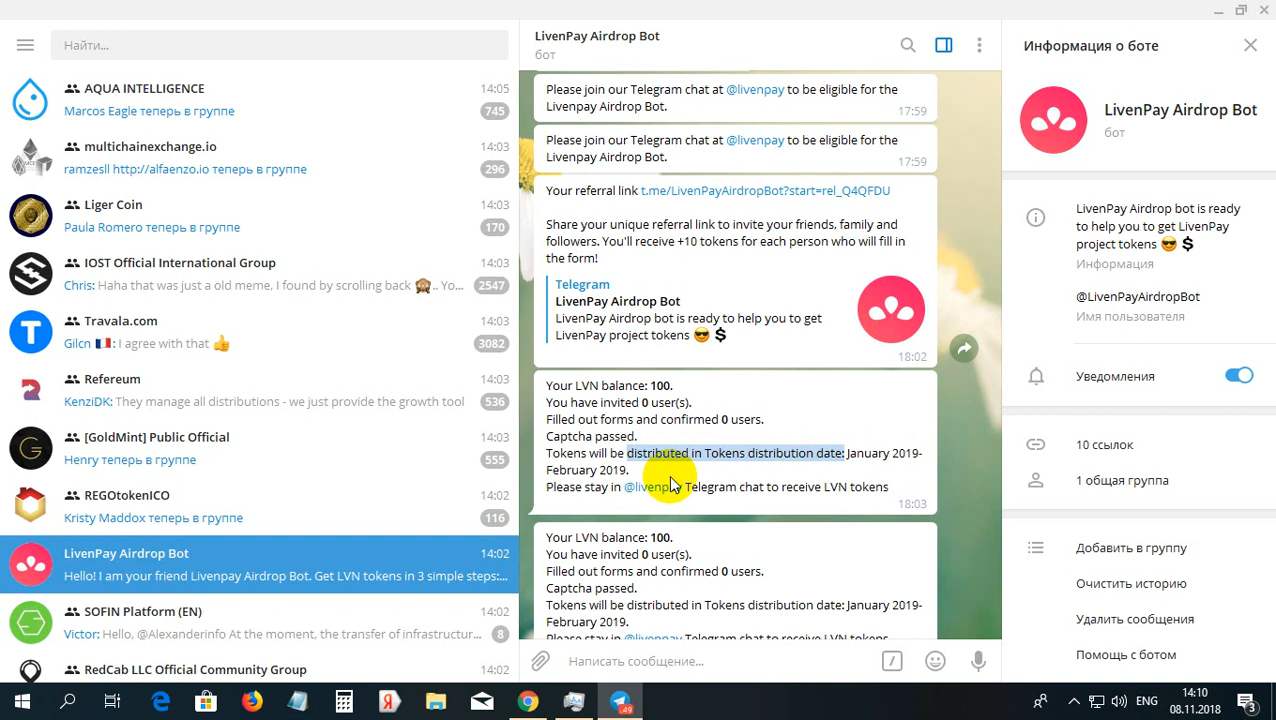 Найти...
AQUA INTELLIGENCE 14:05
Marcos Eagle теперь в группе 745
multichainexchange.io 14:03
ramzesll http://alfaenzo.io теперь в группе 296
Liger Coin 14:03
Paula Romero теперь в группе 170
IOST Official International Group 14:03
Chris: Haha that was just a old meme, I found by scrolling back 🙊.. Yo... 2547
Travala.com 14:03
Gilcn 🇫🇷: I agree with that 👍 3082
Refereum 14:03
KenziDK: They manage all distributions - we just provide the growth tool 536
[GoldMint] Public Official 14:03
Henry теперь в группе 555
REGOtokenICO 14:02
Kristy Maddox теперь в группе 116
LivenPay Airdrop Bot 14:02
Hello! I am your friend Livenpay Airdrop Bot. Get LVN tokens in 3 simple steps:...
SOFIN Platform (EN) 14:02
Victor: Hello, @Alexanderinfo At the moment, the transfer of infrastructur... 8
RedCab LLC Official Community Group 14:02
LivenPay Airdrop Bot
бот
Please join our Telegram chat at @livenpay to be eligible for the
Livenpay Airdrop Bot. 17:59
Please join our Telegram chat at @livenpay to be eligible for the
Livenpay Airdrop Bot. 17:59
Your referral link t.me/LivenPayAirdropBot?start=rel_Q4QFDU
Share your unique referral link to invite your friends, family and
followers. You'll receive +10 tokens for each person who will fill in
the form!
Telegram
LivenPay Airdrop Bot
LivenPay Airdrop bot is ready to help you to get
LivenPay project tokens 😎 💲
18:02
Your LVN balance: 100.
You have invited 0 user(s).
Filled out forms and confirmed 0 users.
Captcha passed.
Tokens will be distributed in Tokens distribution date: January 2019-
February 2019.
Please stay in @livenpay Telegram chat to receive LVN tokens
18:03
Your LVN balance: 100.
You have invited 0 user(s).
Filled out forms and confirmed 0 users.
Captcha passed.
Tokens will be distributed in Tokens distribution date: January 2019-
February 2019.
Please stay in @livenpay Telegram chat to receive LVN tokens
Написать сообщение...
Информация о боте
LivenPay Airdrop Bot
бот
LivenPay Airdrop bot is ready
to help you to get LivenPay
project tokens 😎 💲
Информация
@LivenPayAirdropBot
Имя пользователя
Уведомления
10 ссылок
1 общая группа
Добавить в группу
Очистить историю
Удалить сообщения
Помощь с ботом
.49
ENG
14:10
08.11.2018
3